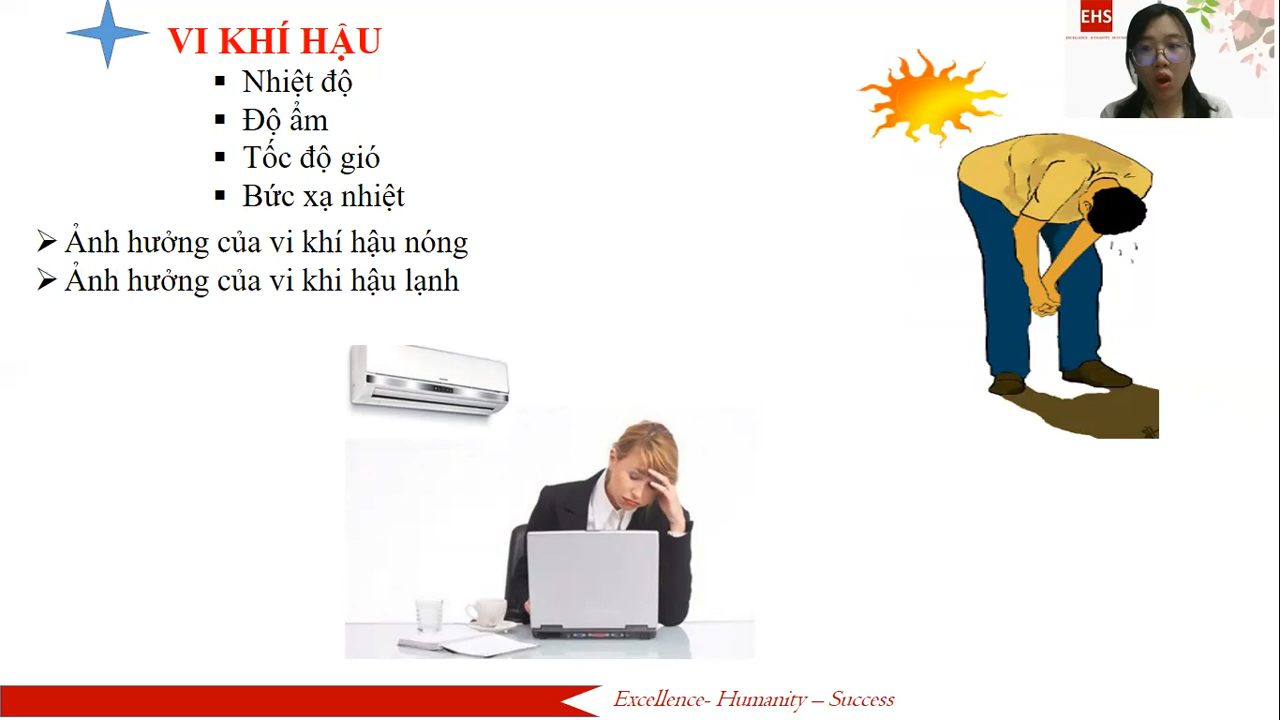 VI KHÍ HẬU
Nhiệt độ
Độ ẩm
Tốc độ gió
Bức xạ nhiệt
Ảnh hưởng của vi khí hậu nóng
Ảnh hưởng của vi khi hậu lạnh
EHS
Excellence- Humanity – Success